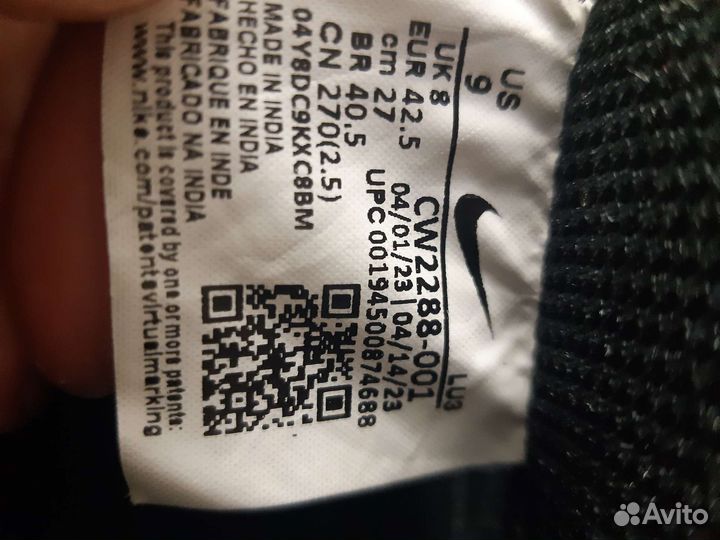 US
9
LU3
UK 8
EUR 42.5
cm 27
BR 40.5
CN 270(2.5)
CW2288-001
04/01/23 | 04/14/23
UPC 00194500874688
04Y8DC9KXC8BM
MADE IN INDIA
HECHO EN INDIA
FABRIQUE EN INDE
FABRICADO NA INDIA
This product is covered by one or more patents:
www.nike.com/patentsvirtualmarking
Avito